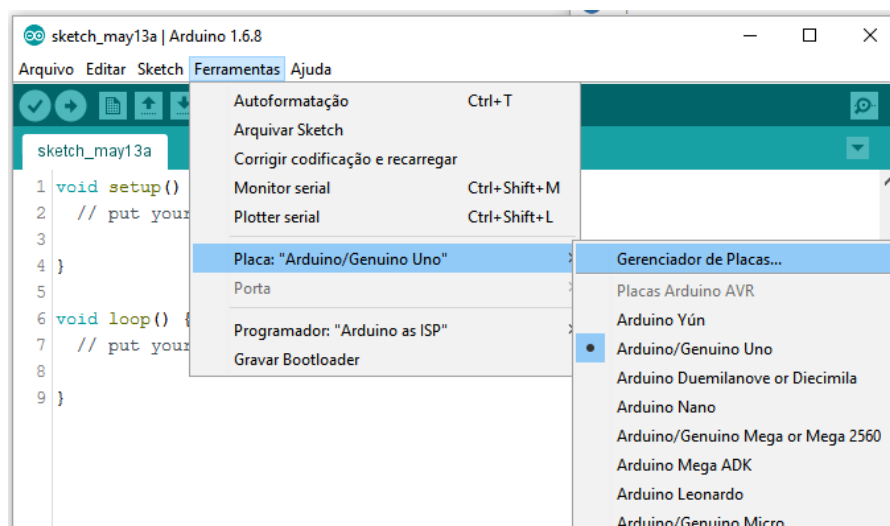 sketch_may13a | Arduino 1.6.8
Arquivo Editar Sketch Ferramentas Ajuda
sketch_may13a
Autoformatação Ctrl+T
Arquivar Sketch
Corrigir codificação e recarregar
Monitor serial Ctrl+Shift+M
Plotter serial Ctrl+Shift+L
Placa: "Arduino/Genuino Uno"
Porta
Programador: "Arduino as ISP"
Gravar Bootloader
Gerenciador de Placas...
Placas Arduino AVR
Arduino Yún
Arduino/Genuino Uno
Arduino Duemilanove or Diecimila
Arduino Nano
Arduino/Genuino Mega or Mega 2560
Arduino Mega ADK
Arduino Leonardo
Arduino/Genuino Micro
1 void setup()
2 // put your
3
4 }
5
6 void loop() {
7 // put your
8
9 }